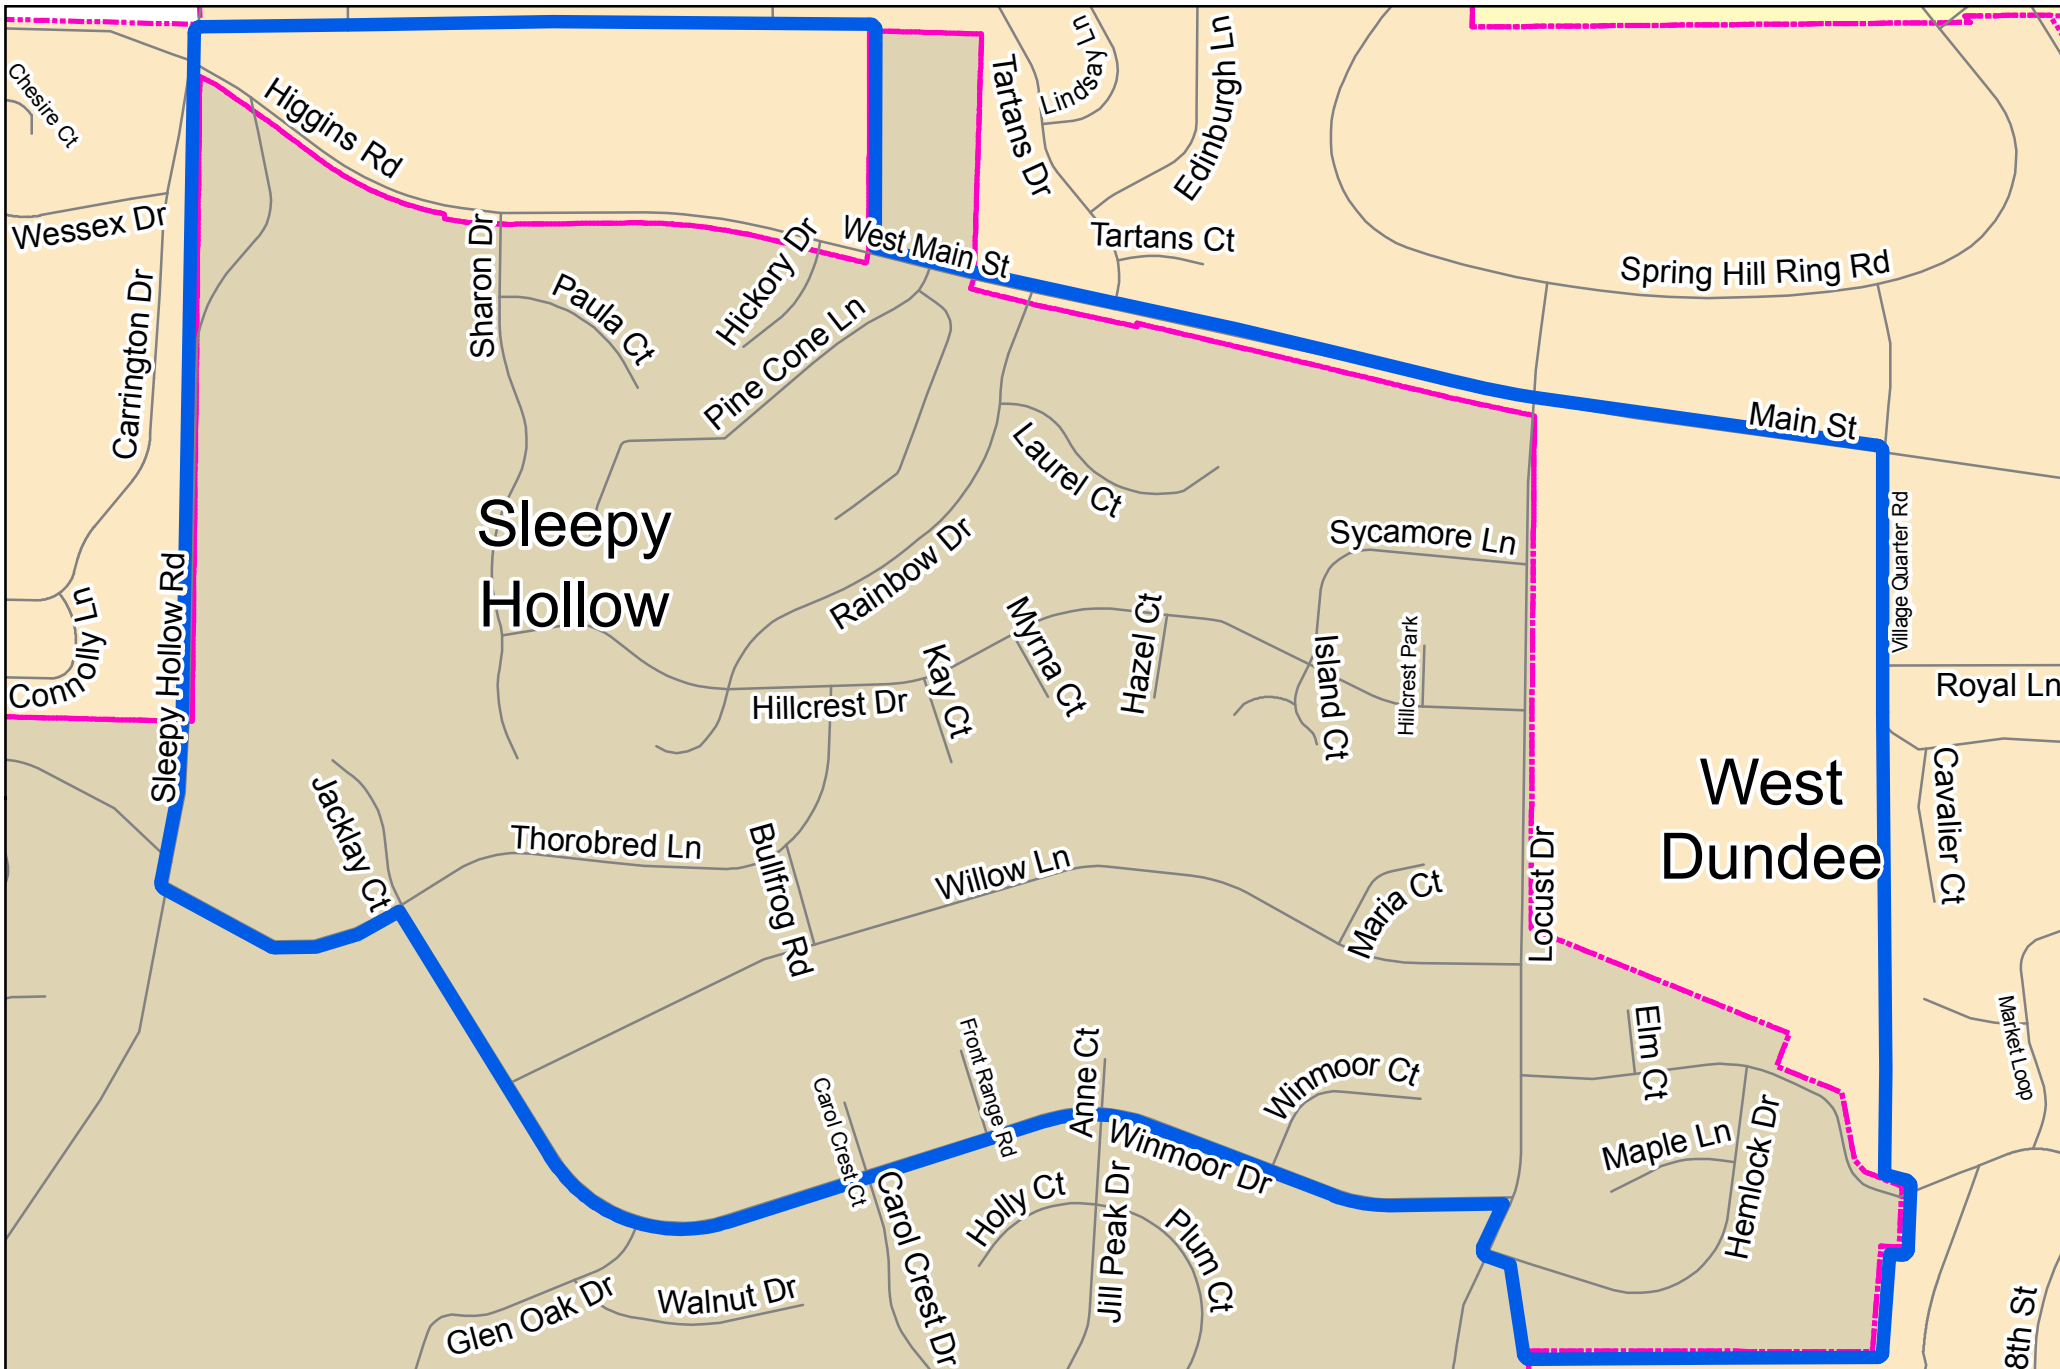 Lindsay Ln
Edinburgh Ln
Tartans Dr
Chesire Ct
Higgins Rd
Wessex Dr
Sharon Dr
Hickory Dr
West Main St
Tartans Ct
Spring Hill Ring Rd
Carrington Dr
Paula Ct
Pine Cone Ln
Main St
Laurel Ct
Sleepy
Hollow
Sycamore Ln
Rainbow Dr
Village Quarter Rd
Connolly Ln
Sleepy Hollow Rd
Hillcrest Dr
Kay Ct
Myrna Ct
Hazel Ct
Island Ct
Hillcrest Park
Royal Ln
West
Dundee
Cavalier Ct
Jacklay Ct
Thorobred Ln
Bullfrog Rd
Willow Ln
Maria Ct
Locust Dr
Market Loop
Elm Ct
Front Range Rd
Anne Ct
Winmoor Ct
Carol Crest Ct
Winmoor Dr
Maple Ln
Hemlock Dr
Holly Ct
Jill Peak Dr
Plum Ct
Carol Crest Dr
Glen Oak Dr
Walnut Dr
8th St